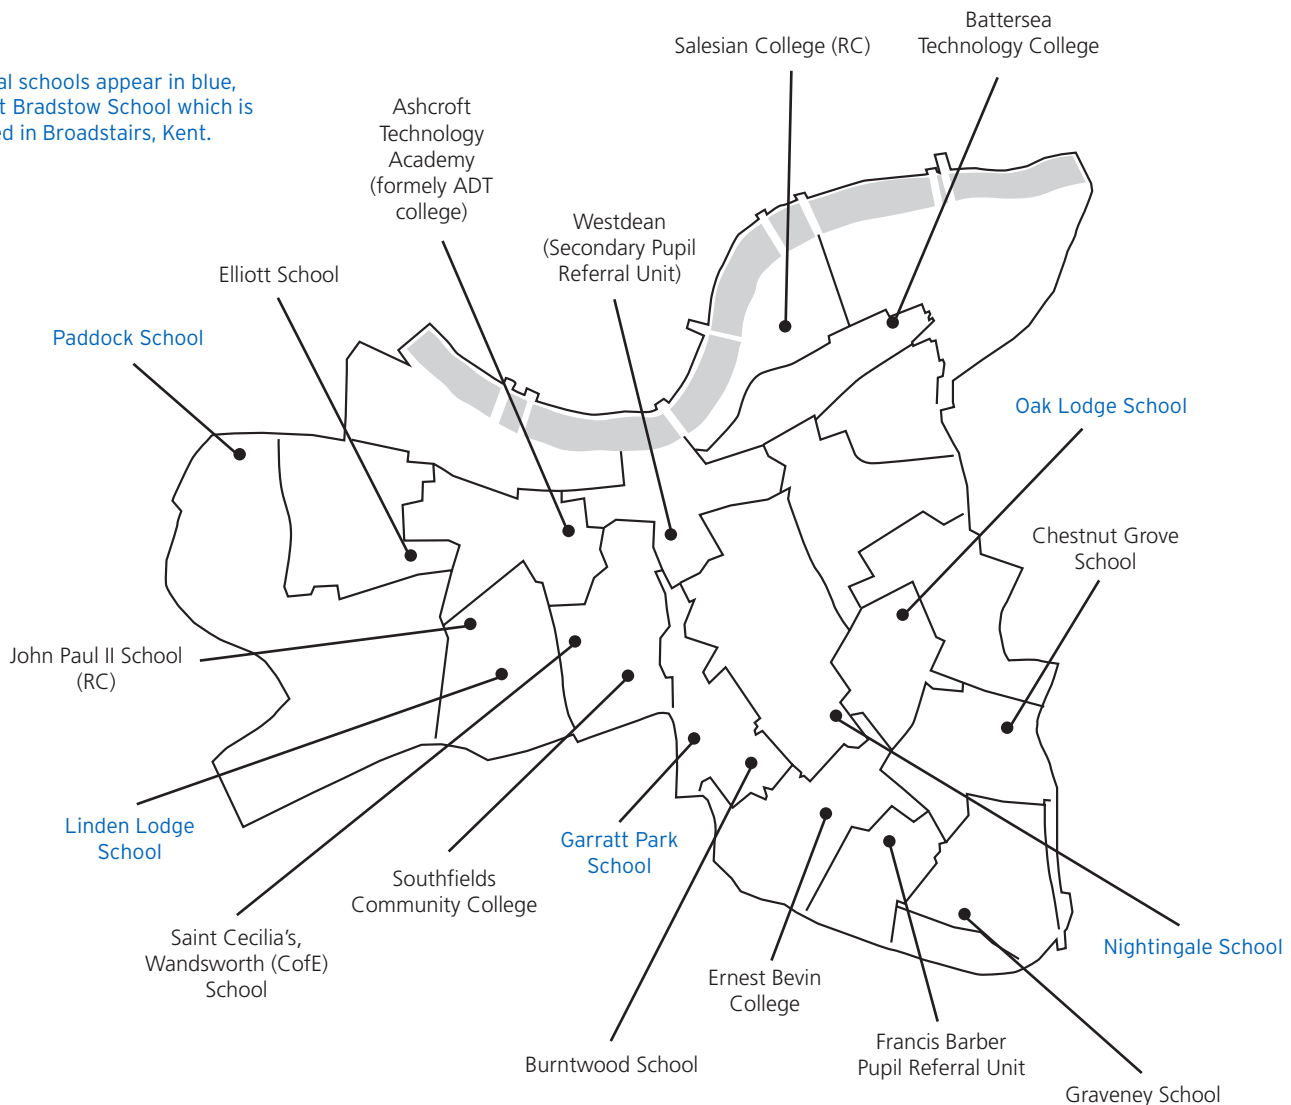 al schools appear in blue,
t Bradstow School which is
ed in Broadstairs, Kent.
Battersea
Technology College
Salesian College (RC)
Ashcroft
Technology
Academy
(formely ADT
college)
Westdean
(Secondary Pupil
Referral Unit)
Elliott School
Paddock School
Oak Lodge School
Chestnut Grove
School
John Paul II School
(RC)
Linden Lodge
School
Garratt Park
School
Southfields
Community College
Saint Cecilia's,
Wandsworth (CofE)
School
Nightingale School
Ernest Bevin
College
Burntwood School
Francis Barber
Pupil Referral Unit
Graveney School